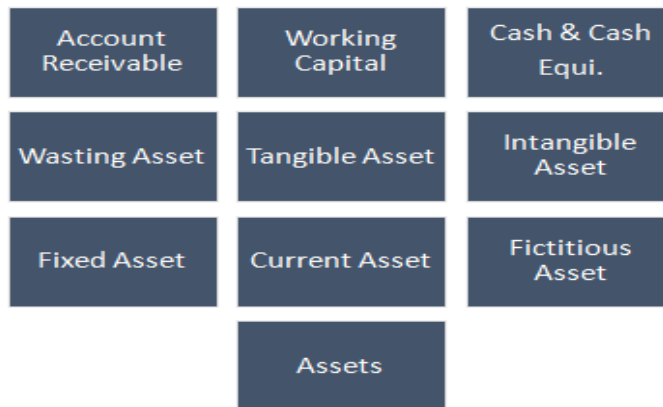 Account
Receivable
Working
Capital
Cash & Cash
Equi.
Wasting Asset
Tangible Asset
Intangible
Asset
Fixed Asset
Current Asset
Fictitious
Asset
Assets